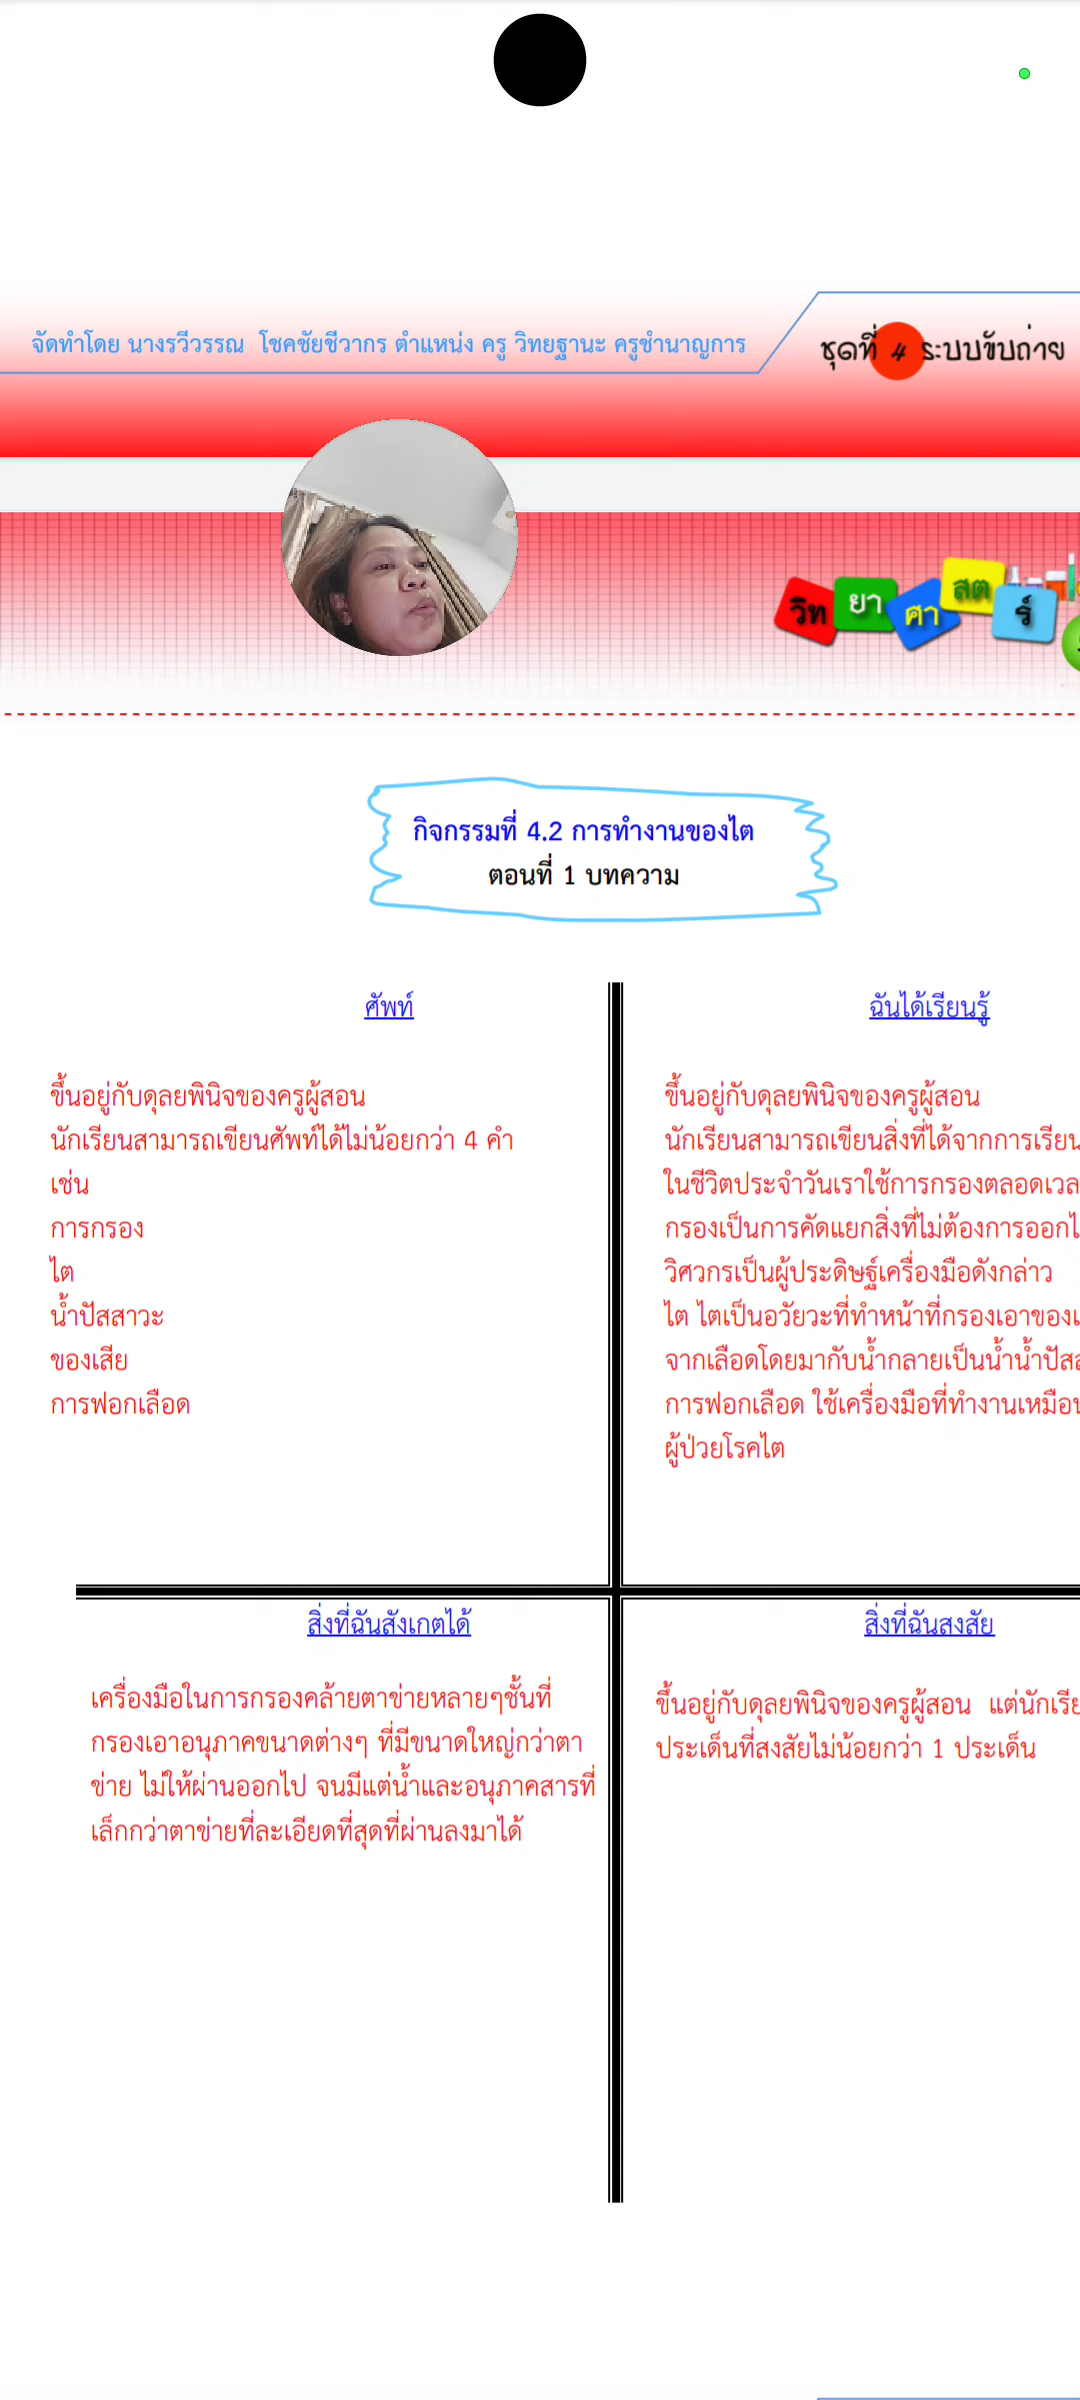 จัดทำโดย นางรวีวรรณ โชคชัยชีวากร ตำแหน่ง ครู วิทยฐานะ ครูชำนาญการ
ชุดที่ 4 ระบบขับถ่าย
วิทยาศาสตร์
กิจกรรมที่ 4.2 การทำงานของไต
ตอนที่ 1 บทความ
ศัพท์
ขึ้นอยู่กับดุลยพินิจของครูผู้สอน
นักเรียนสามารถเขียนศัพท์ได้ไม่น้อยกว่า 4 คำ
เช่น
การกรอง
ไต
น้ำปัสสาวะ
ของเสีย
การฟอกเลือด
ฉันได้เรียนรู้
ขึ้นอยู่กับดุลยพินิจของครูผู้สอน
นักเรียนสามารถเขียนสิ่งที่ได้จากการเรียน
ในชีวิตประจำวันเราใช้การกรองตลอดเวล
กรองเป็นการคัดแยกสิ่งที่ไม่ต้องการออก
วิศวกรเป็นผู้ประดิษฐ์เครื่องมือดังกล่าว
ไต ไตเป็นอวัยวะที่ทำหน้าที่กรองเอาของเ
จากเลือดโดยมากับน้ำกลายเป็นน้ำน้ำปัส
การฟอกเลือด ใช้เครื่องมือที่ทำงานเหมือน
ผู้ป่วยโรคไต
สิ่งที่ฉันสังเกตได้
เครื่องมือในการกรองคล้ายตาข่ายหลายๆชั้นที่
กรองเอาอนุภาคขนาดต่างๆ ที่มีขนาดใหญ่กว่าตา
ข่าย ไม่ให้ผ่านออกไป จนมีแต่น้ำและอนุภาคสารที่
เล็กกว่าตาข่ายที่ละเอียดที่สุดที่ผ่านลงมาได้
สิ่งที่ฉันสงสัย
ขึ้นอยู่กับดุลยพินิจของครูผู้สอน แต่นักเรีย
ประเด็นที่สงสัยไม่น้อยกว่า 1 ประเด็น